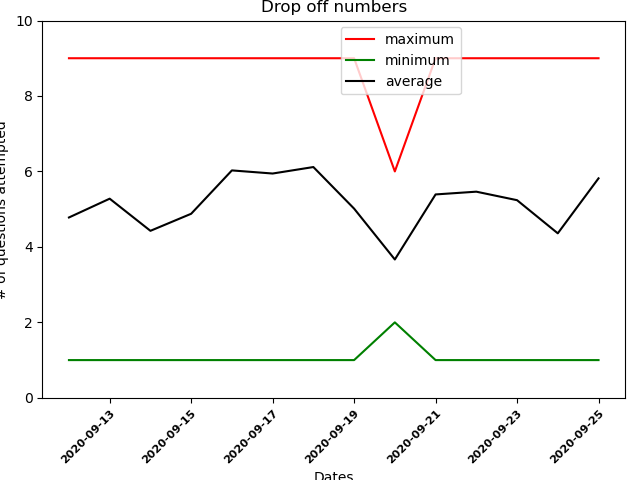 Drop off numbers
# of questions attempted
10
8
6
4
2
0
maximum
minimum
average
2020-09-13
2020-09-15
2020-09-17
2020-09-19
2020-09-21
2020-09-23
2020-09-25
Dates